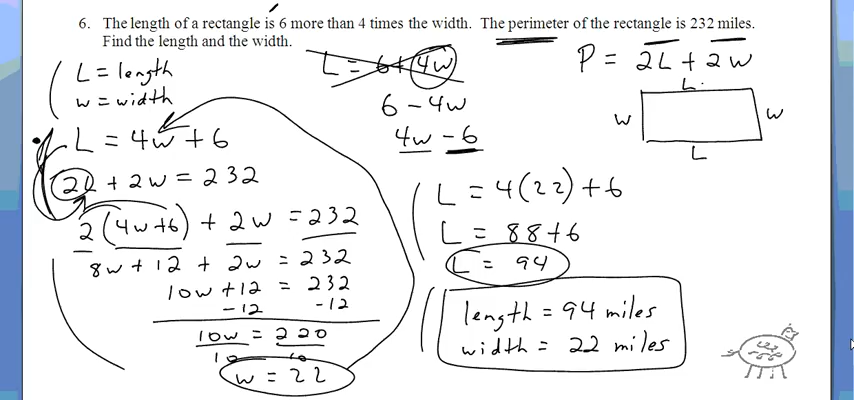 6. The length of a rectangle is 6 more than 4 times the width. The perimeter of the rectangle is 232 miles.
Find the length and the width.
L = length
w = width
L = 6 + 4w
6 - 4w
4w - 6
P = 2L + 2w
L
w
w
L
L = 4w + 6
2l + 2w = 232
2(4w+6) + 2w = 232
8w + 12 + 2w = 232
10w + 12 = 232
-12 -12
10w = 220
10 10
w = 22
L = 4(22) + 6
L = 88 + 6
L = 94
length = 94 miles
width = 22 miles